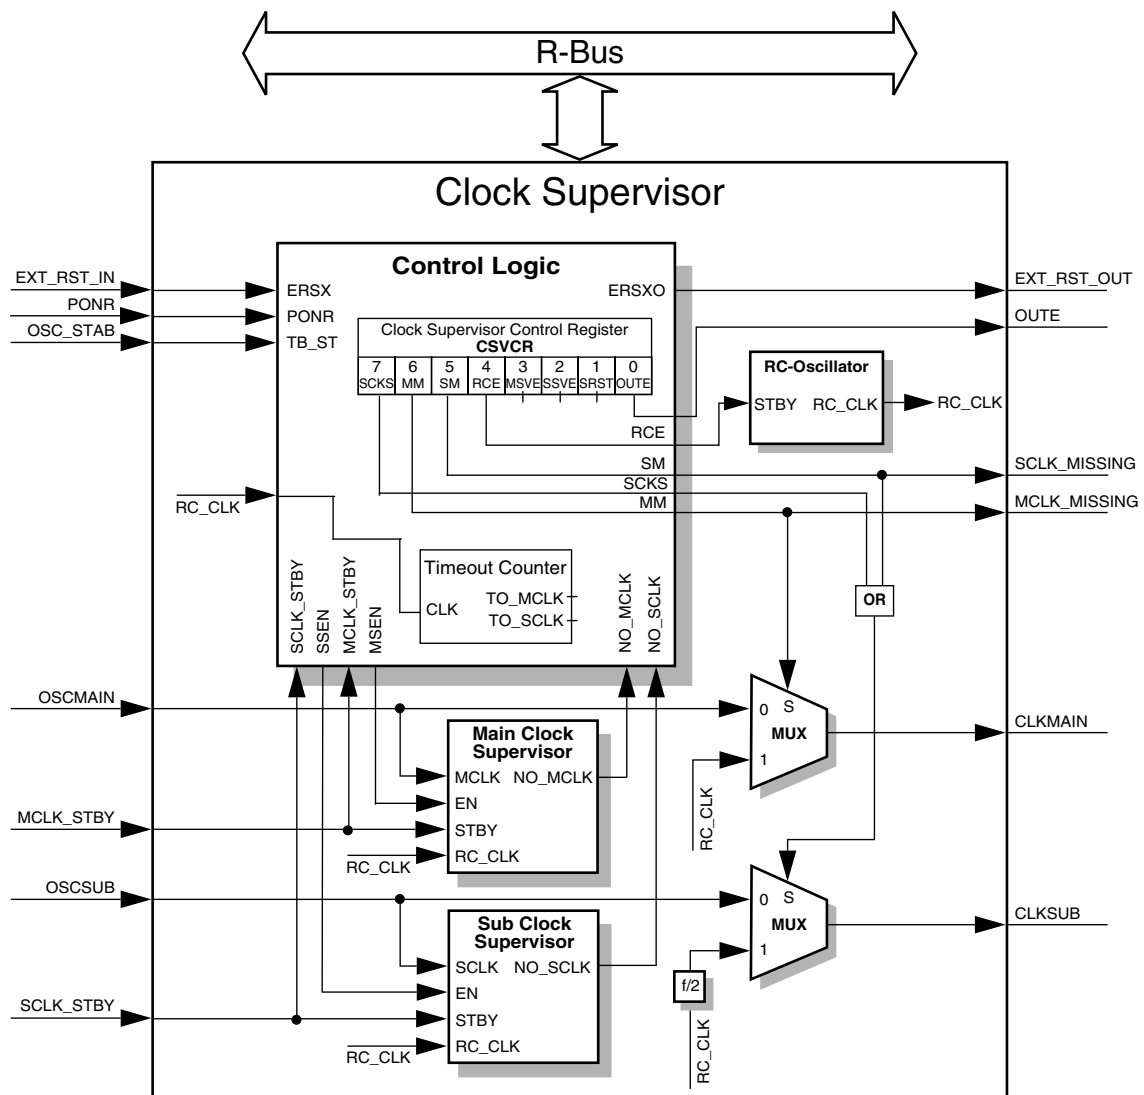 R-Bus
Clock Supervisor
Control Logic
EXT_RST_IN
PONR
OSC_STAB
ERSX
PONR
TB_ST
ERSXO
EXT_RST_OUT
OUTE
Clock Supervisor Control Register
CSVCR
7 6 5 4 3 2 1 0
SCKS MM SM RCE MSVE SSVE SRST OUTE
RC-Oscillator
STBY RC_CLK
RC_CLK
RCE
SM
SCKS
MM
SCLK_MISSING
MCLK_MISSING
RC_CLK
Timeout Counter
CLK
TO_MCLK
TO_SCLK
SCLK_STBY
SSEN
MCLK_STBY
MSEN
NO_MCLK
NO_SCLK
OR
OSCMAIN
Main Clock
Supervisor
MCLK NO_MCLK
EN
STBY
RC_CLK
MCLK_STBY
RC_CLK
0 S
MUX
1
RC_CLK
CLKMAIN
OSCSUB
Sub Clock
Supervisor
SCLK NO_SCLK
EN
STBY
RC_CLK
SCLK_STBY
RC_CLK
0 S
MUX
1
f/2
RC_CLK
CLKSUB